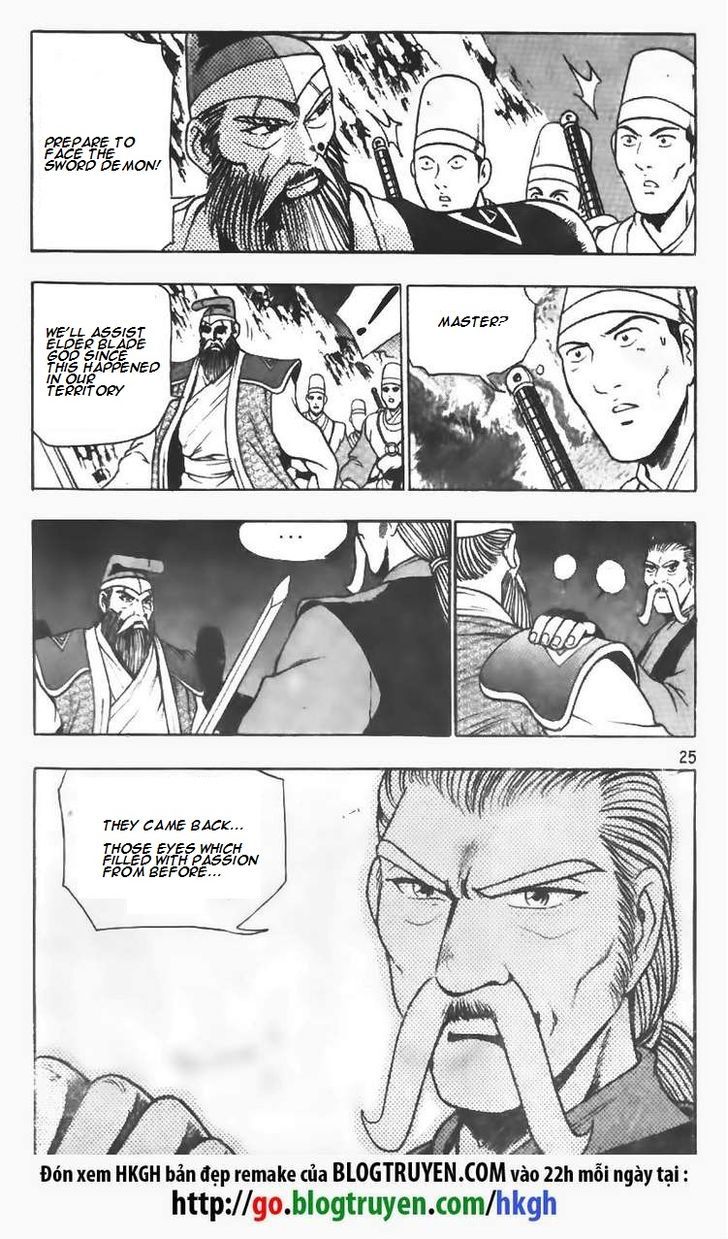 PREPARE TO
FACE THE
SWORD DEMON!
WE'LL ASSIST
ELDER BLADE
GOD SINCE
THIS HAPPENED
IN OUR
TERRITORY
!
MASTER?
...
25
THEY CAME BACK...
THOSE EYES WHICH
FILLED WITH PASSION
FROM BEFORE...
Đón xem HKGH bản đẹp remake của BLOGTRUYEN.COM vào 22h mỗi ngày tại :
http://go.blogtruyen.com/hkgh